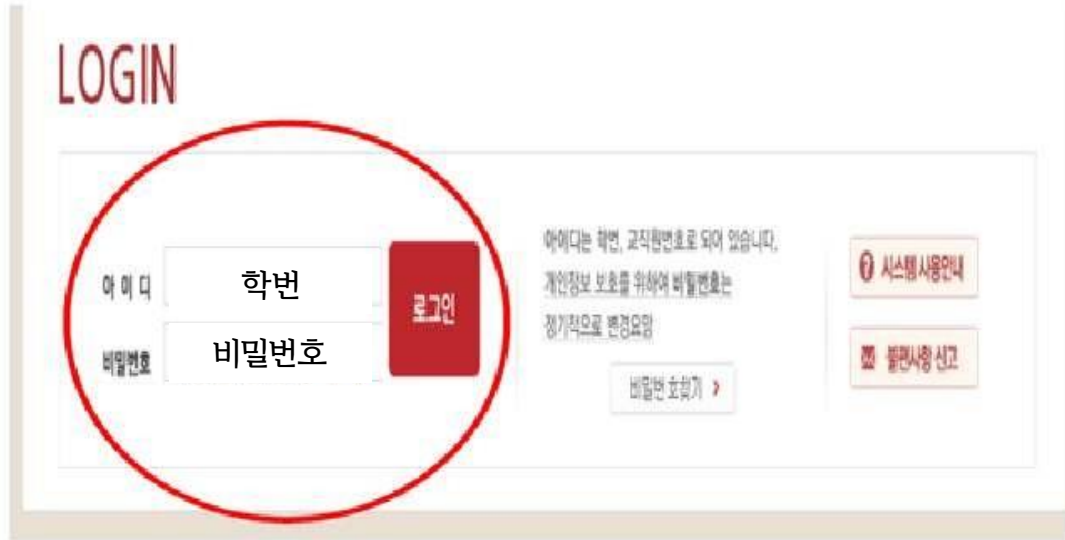 LOGIN
아 이 디
학번
비밀번호
비밀번호
로그인
아이디는 학번, 교직원번호로 되어 있습니다.
개인정보 보호를 위하여 비밀번호는
정기적으로 변경요망
비밀번호찾기
시스템 사용안내
불편사항 신고